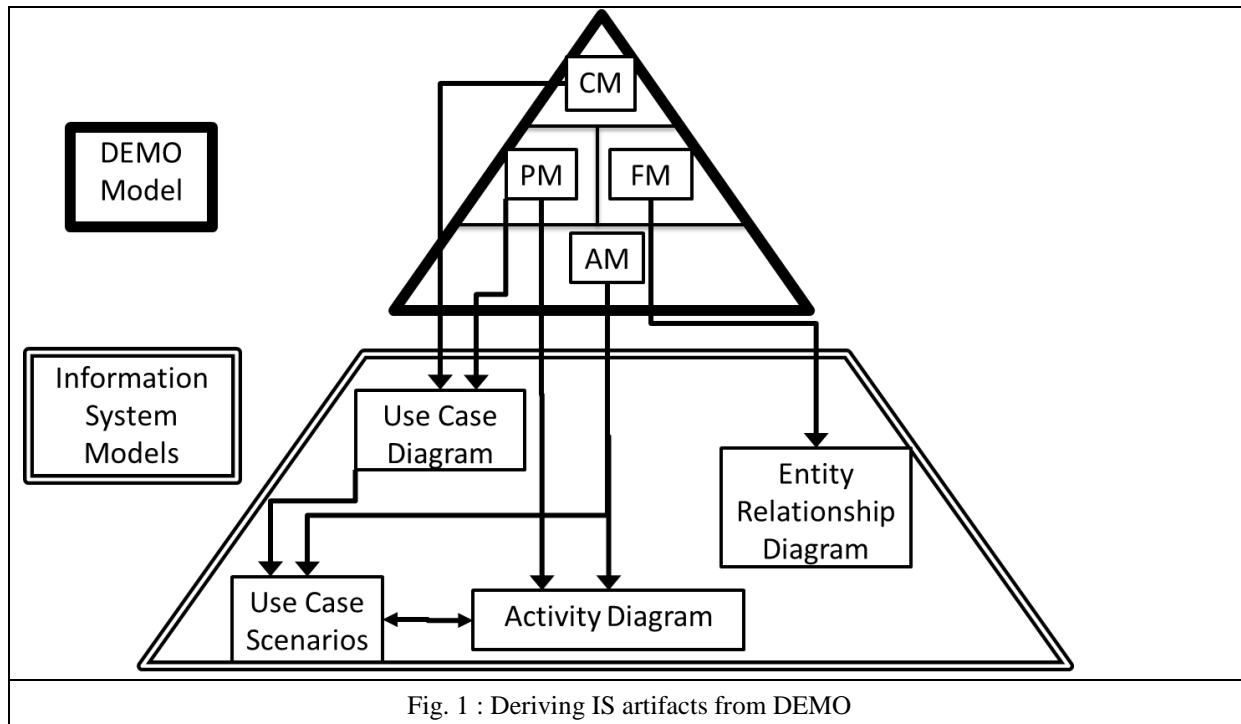 CM
DEMO
Model
PM
FM
AM
Information
System
Models
Use Case
Diagram
Entity
Relationship
Diagram
Use Case
Scenarios
Activity Diagram
Fig. 1 : Deriving IS artifacts from DEMO